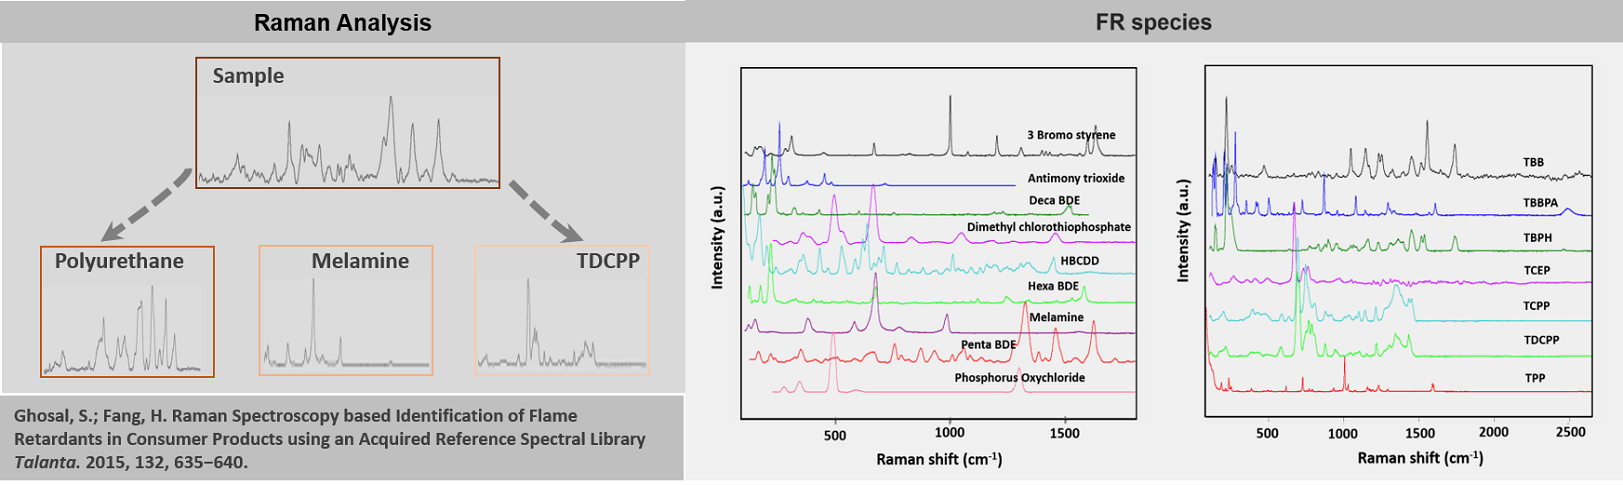 Raman Analysis
Sample
Polyurethane
Melamine
TDCPP
Ghosal, S.; Fang, H. Raman Spectroscopy based Identification of Flame
Retardants in Consumer Products using an Acquired Reference Spectral Library
Talanta. 2015, 132, 635–640.
FR species
Intensity (a.u.)
3 Bromo styrene
Antimony trioxide
Deca BDE
Dimethyl chlorothiophosphate
HBCDD
Hexa BDE
Melamine
Penta BDE
Phosphorus Oxychloride
500 1000 1500
Raman shift (cm⁻¹)
Intensity (a.u.)
TBB
TBBPA
TBPH
TCEP
TCPP
TDCPP
TPP
500 1000 1500 2000 2500
Raman shift (cm⁻¹)